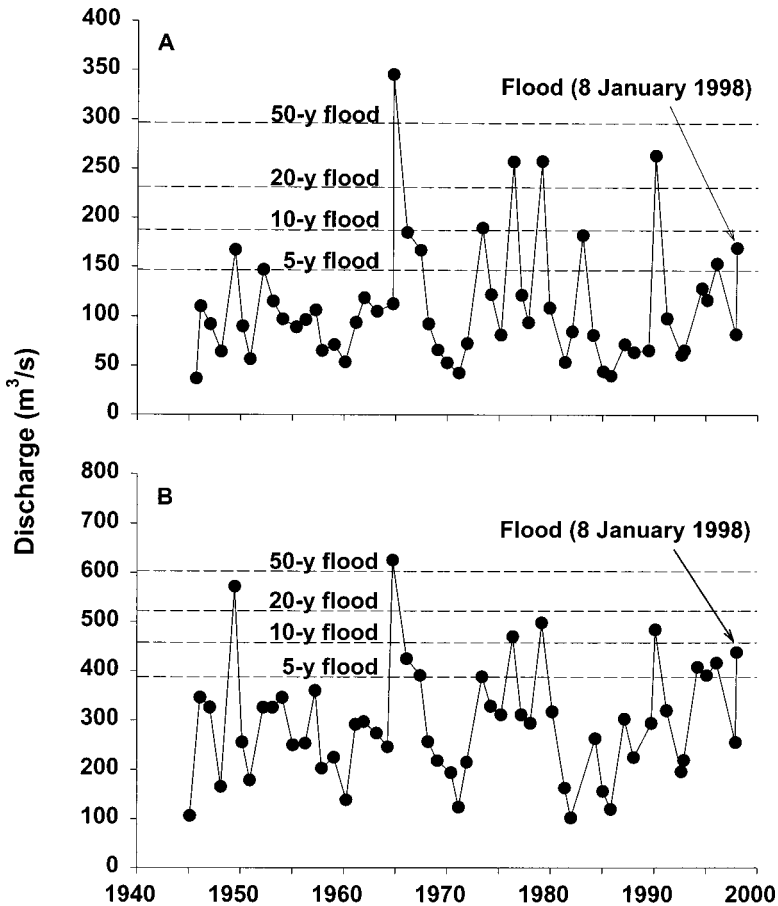 Discharge (m³/s)
A
400
350
300
250
200
150
100
50
0
Flood (8 January 1998)
50-y flood
20-y flood
10-y flood
5-y flood
B
800
700
600
500
400
300
200
100
0
Flood (8 January 1998)
50-y flood
20-y flood
10-y flood
5-y flood
1940 1950 1960 1970 1980 1990 2000